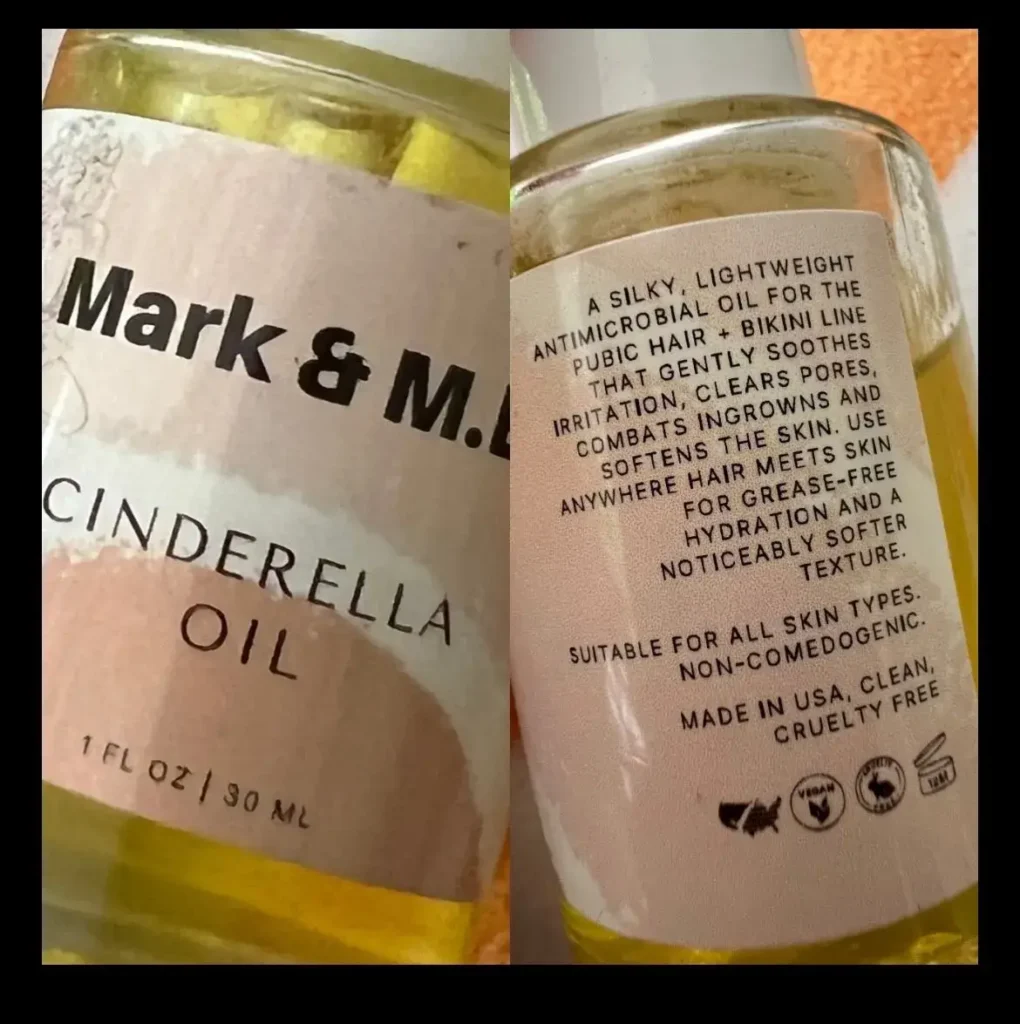 Mark & M.
CINDERELLA
OIL
1 FL OZ | 30 ML
A SILKY, LIGHTWEIGHT
ANTIMICROBIAL OIL FOR THE
PUBIC HAIR + BIKINI LINE
THAT GENTLY SOOTHES
IRRITATION, CLEARS PORES,
COMBATS INGROWNS AND
SOFTENS THE SKIN. USE
ANYWHERE HAIR MEETS SKIN
FOR GREASE-FREE
HYDRATION AND A
NOTICEABLY SOFTER
TEXTURE.
SUITABLE FOR ALL SKIN TYPES.
NON-COMEDOGENIC.
MADE IN USA, CLEAN,
CRUELTY FREE
VEGAN